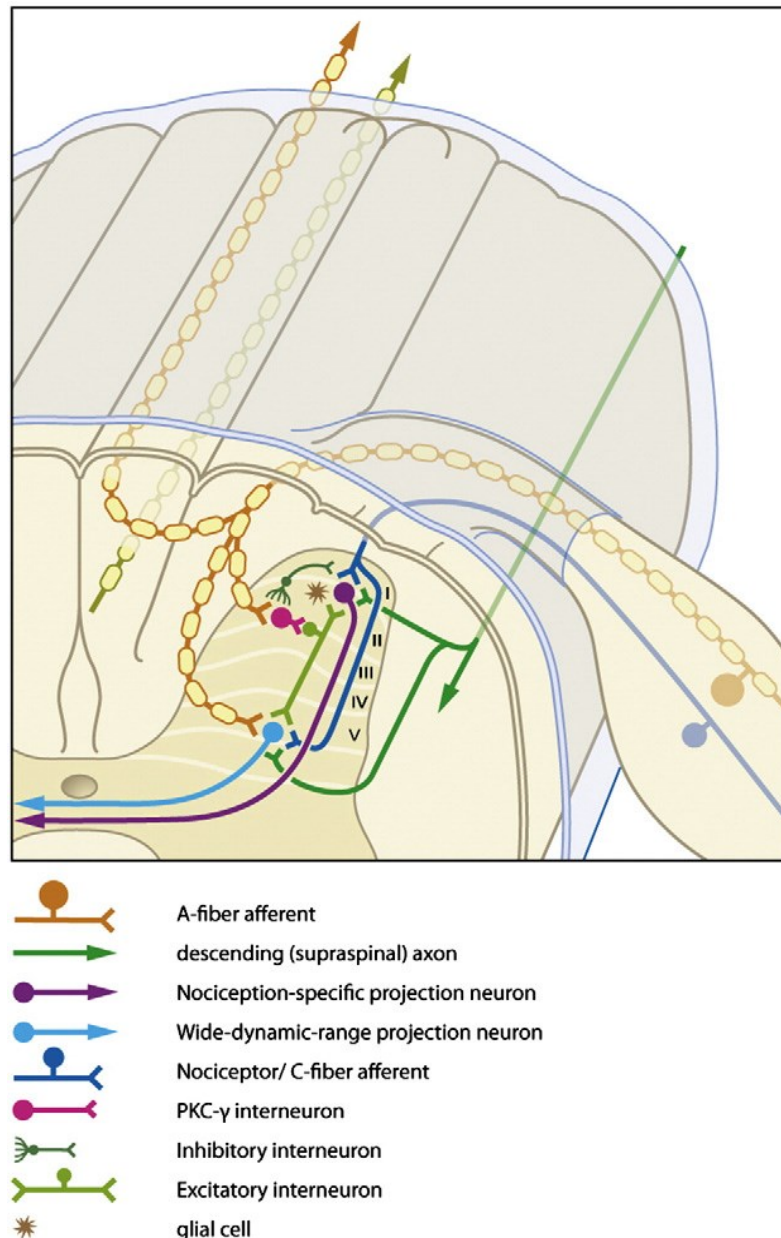 I
II
III
IV
V
A-fiber afferent
descending (supraspinal) axon
Nociception-specific projection neuron
Wide-dynamic-range projection neuron
Nociceptor/ C-fiber afferent
PKC-γ interneuron
Inhibitory interneuron
Excitatory interneuron
glial cell